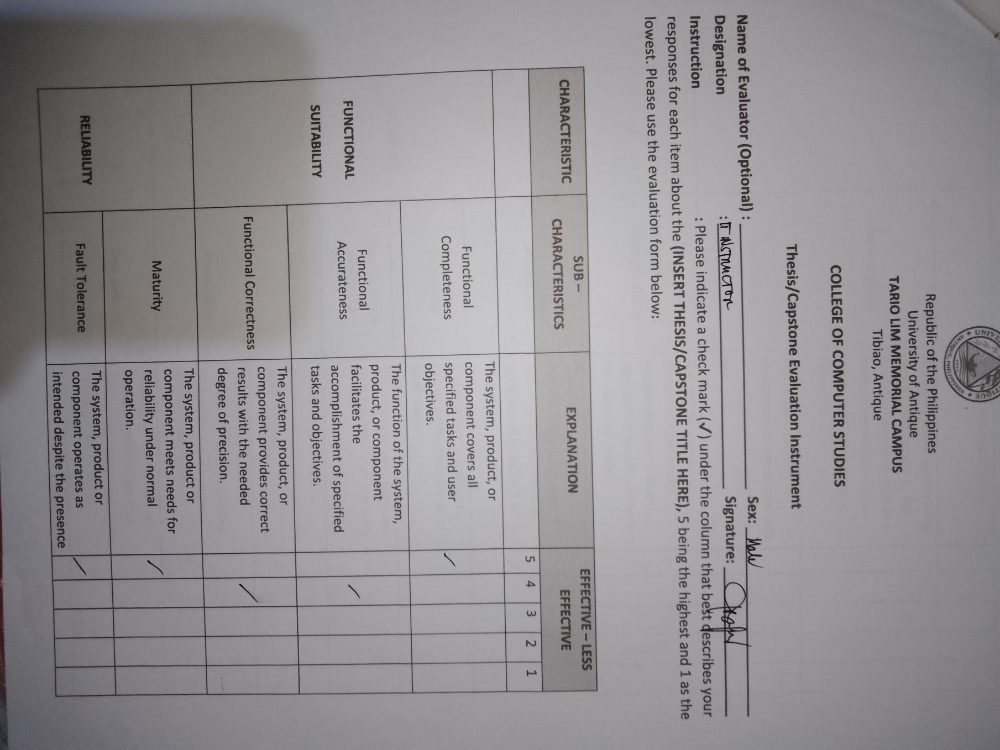 Republic of the Philippines
University of Antique
TARIO LIM MEMORIAL CAMPUS
Tibiao, Antique
COLLEGE OF COMPUTER STUDIES
Thesis/Capstone Evaluation Instrument
Name of Evaluator (Optional) : Sex: Male
Designation : IT INSTRUCTOR Signature:
Instruction : Please indicate a check mark (✓) under the column that best describes your
responses for each item about the (INSERT THESIS/CAPSTONE TITLE HERE), 5 being the highest and 1 as the
lowest. Please use the evaluation form below:
CHARACTERISTIC
SUB –
CHARACTERISTICS
EXPLANATION
EFFECTIVE – LESS
EFFECTIVE
5 4 3 2 1
FUNCTIONAL
SUITABILITY
Functional
Completeness
The system, product, or
component covers all
specified tasks and user
objectives.
✓
Functional
Accurateness
The function of the system,
product, or component
facilitates the
accomplishment of specified
tasks and objectives.
✓
Functional Correctness
The system, product, or
component provides correct
results with the needed
degree of precision.
✓
RELIABILITY
Maturity
The system, product or
component meets needs for
reliability under normal
operation.
✓
Fault Tolerance
The system, product or
component operates as
intended despite the presence
✓